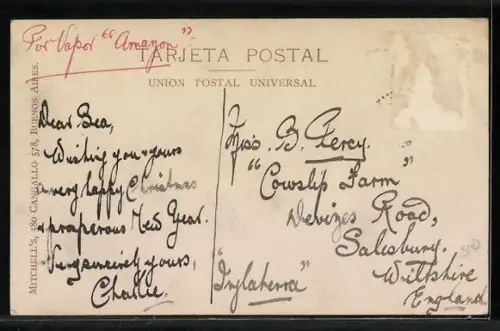 Por Vapor "Amazon"
TARJETA POSTAL
UNION POSTAL UNIVERSAL
MITCHELL'S, 580 CANGALLO 578, BUENOS AIRES.
Dear Bea,
Wishing you & yours
a very happy Christmas
& prosperous New Year.
Very sincerely yours,
Charlie.
Miss. B. Percy.
"Cowslip Farm"
Devizes Road,
Salisbury.
Wiltshire
England
"Inglaterra"
50